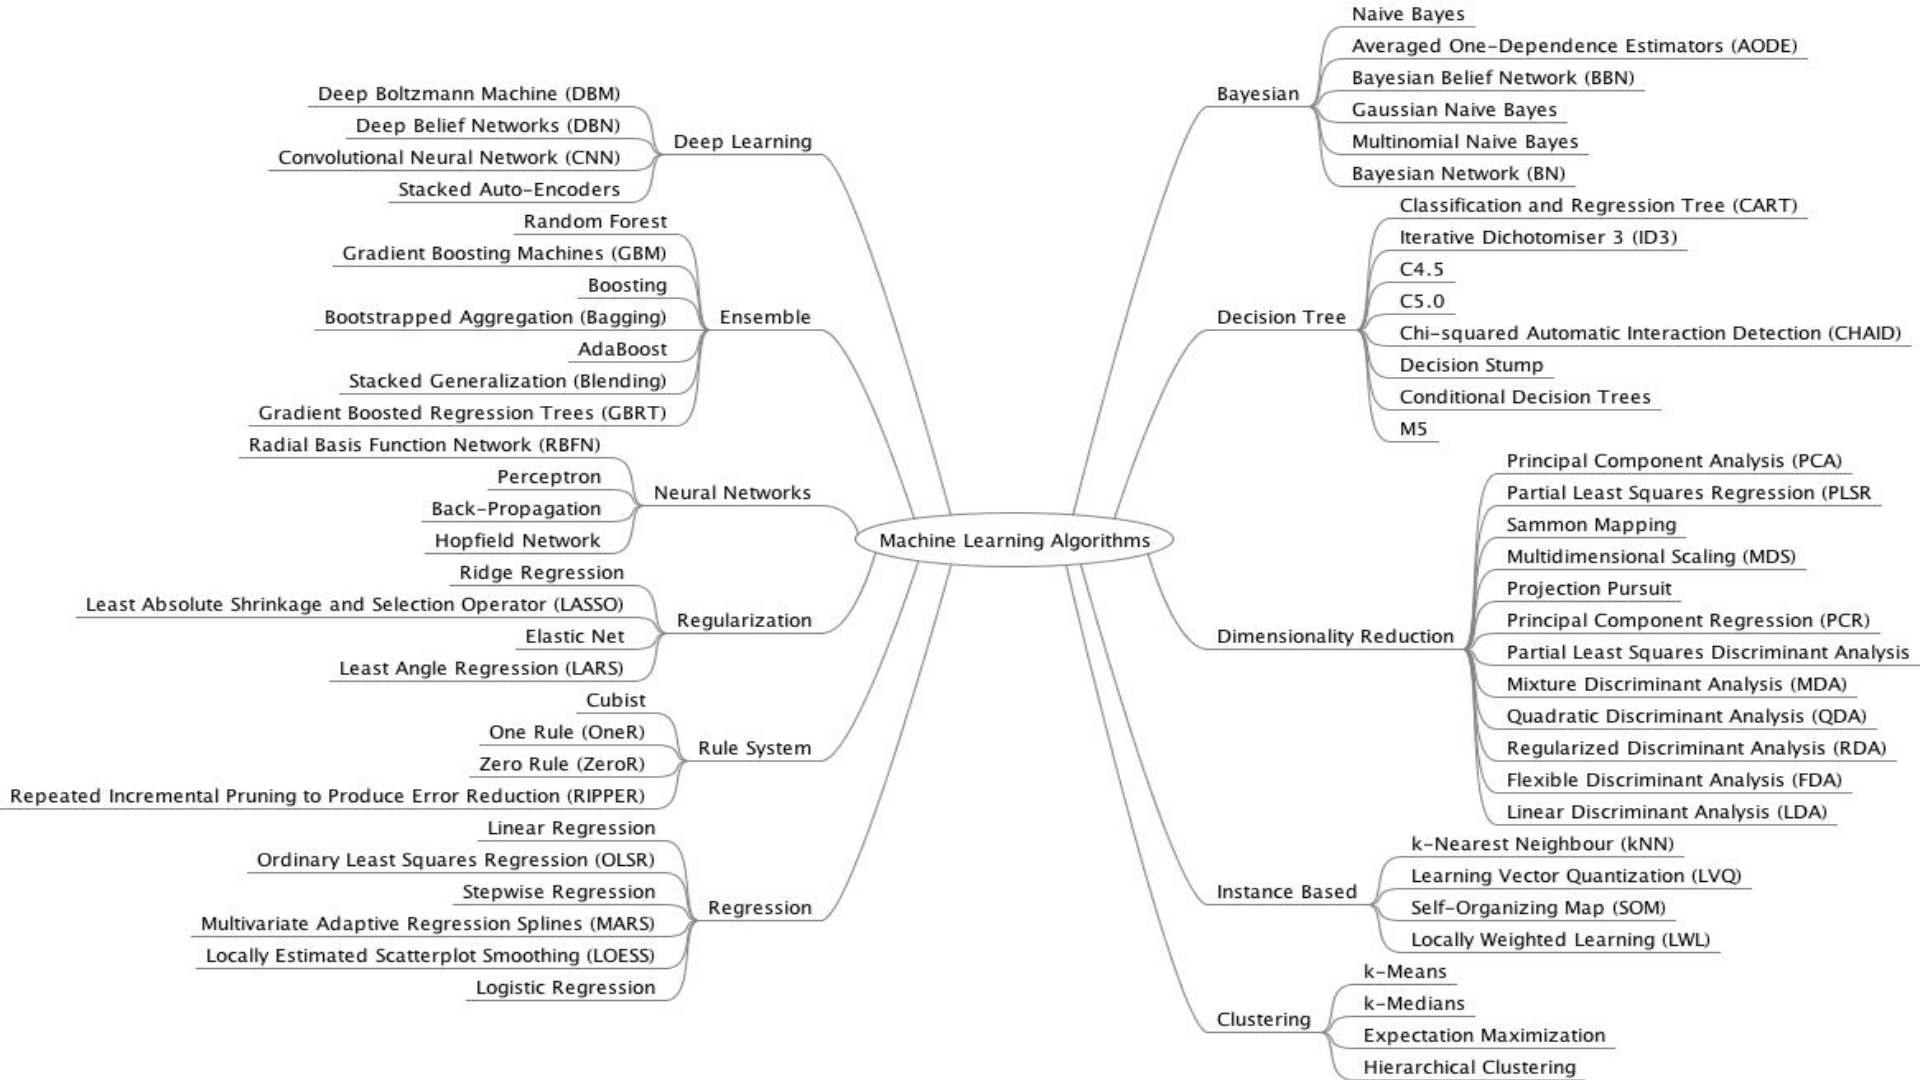 Deep Boltzmann Machine (DBM)
Deep Belief Networks (DBN)
Convolutional Neural Network (CNN)
Stacked Auto-Encoders
Deep Learning
Random Forest
Gradient Boosting Machines (GBM)
Boosting
Bootstrapped Aggregation (Bagging)
AdaBoost
Stacked Generalization (Blending)
Gradient Boosted Regression Trees (GBRT)
Ensemble
Radial Basis Function Network (RBFN)
Perceptron
Back-Propagation
Hopfield Network
Neural Networks
Ridge Regression
Least Absolute Shrinkage and Selection Operator (LASSO)
Elastic Net
Least Angle Regression (LARS)
Regularization
Cubist
One Rule (OneR)
Zero Rule (ZeroR)
Repeated Incremental Pruning to Produce Error Reduction (RIPPER)
Rule System
Linear Regression
Ordinary Least Squares Regression (OLSR)
Stepwise Regression
Multivariate Adaptive Regression Splines (MARS)
Locally Estimated Scatterplot Smoothing (LOESS)
Logistic Regression
Regression
Machine Learning Algorithms
Bayesian
Naive Bayes
Averaged One-Dependence Estimators (AODE)
Bayesian Belief Network (BBN)
Gaussian Naive Bayes
Multinomial Naive Bayes
Bayesian Network (BN)
Decision Tree
Classification and Regression Tree (CART)
Iterative Dichotomiser 3 (ID3)
C4.5
C5.0
Chi-squared Automatic Interaction Detection (CHAID)
Decision Stump
Conditional Decision Trees
M5
Dimensionality Reduction
Principal Component Analysis (PCA)
Partial Least Squares Regression (PLSR
Sammon Mapping
Multidimensional Scaling (MDS)
Projection Pursuit
Principal Component Regression (PCR)
Partial Least Squares Discriminant Analysis
Mixture Discriminant Analysis (MDA)
Quadratic Discriminant Analysis (QDA)
Regularized Discriminant Analysis (RDA)
Flexible Discriminant Analysis (FDA)
Linear Discriminant Analysis (LDA)
Instance Based
k-Nearest Neighbour (kNN)
Learning Vector Quantization (LVQ)
Self-Organizing Map (SOM)
Locally Weighted Learning (LWL)
Clustering
k-Means
k-Medians
Expectation Maximization
Hierarchical Clustering